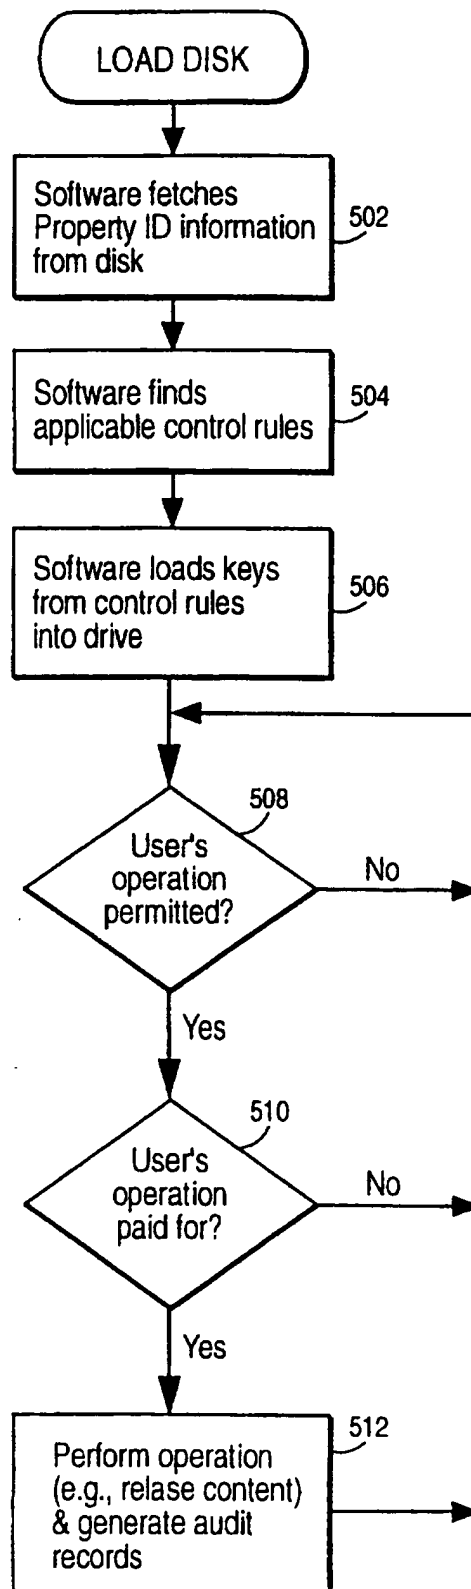 LOAD DISK
Software fetches
Property ID information
from disk
502
Software finds
applicable control rules
504
Software loads keys
from control rules
into drive
506
508
User's
operation
permitted?
No
Yes
510
User's
operation
paid for?
No
Yes
512
Perform operation
(e.g., relase content)
& generate audit
records